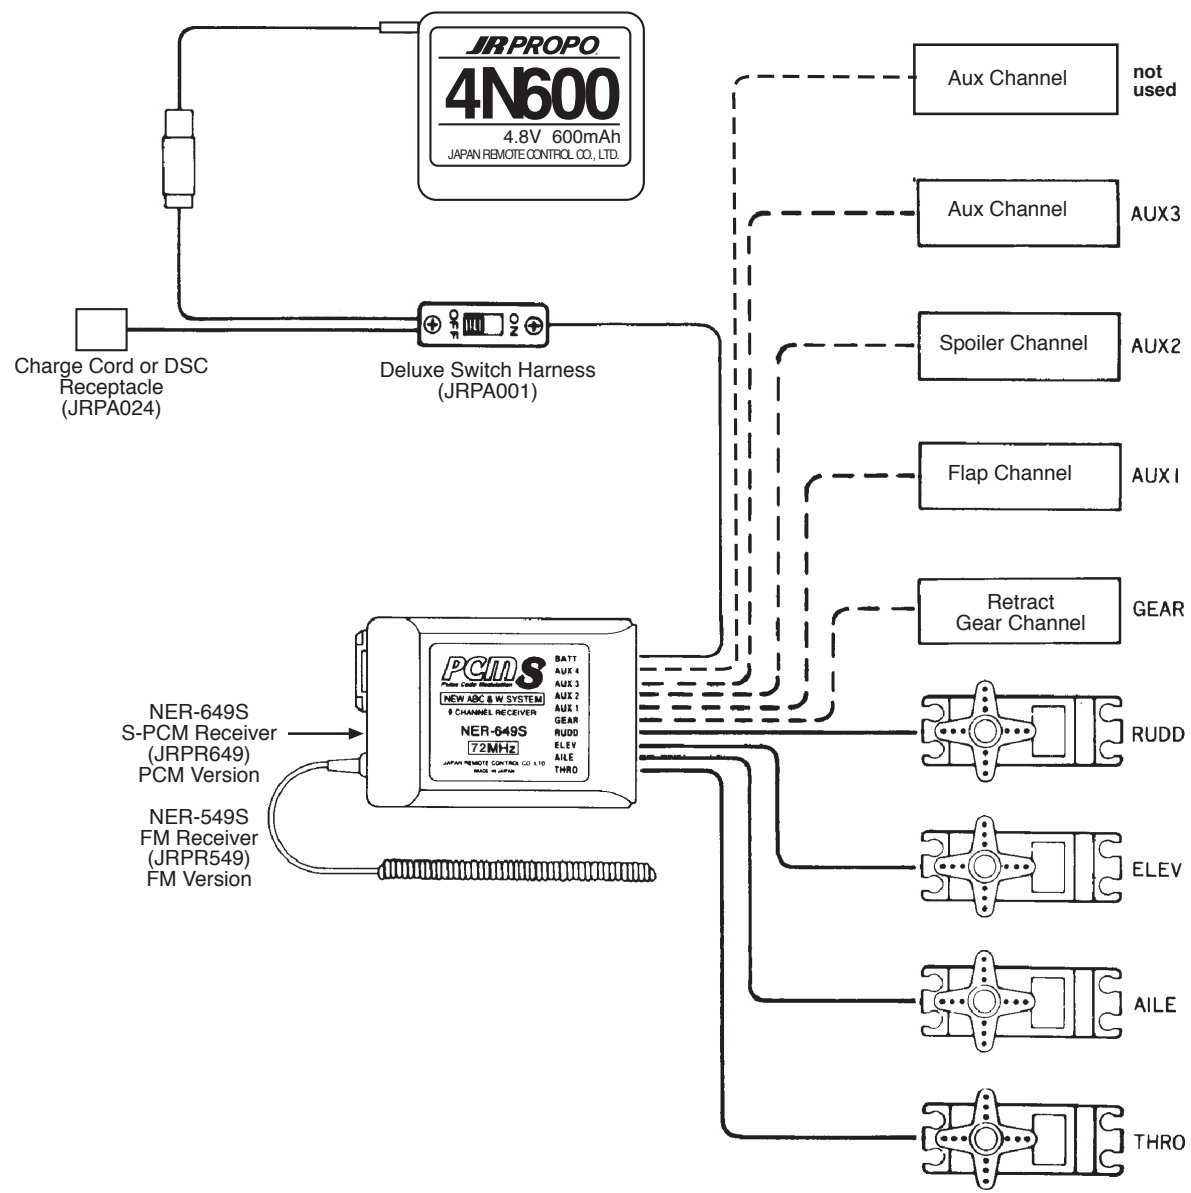 JR PROPO
4N600
4.8V 600mAh
JAPAN REMOTE CONTROL CO., LTD.
Aux Channel
not
used
Aux Channel
AUX3
Spoiler Channel
AUX2
Flap Channel
AUX1
Retract
Gear Channel
GEAR
OFF
ON
Charge Cord or DSC
Receptacle
(JRPA024)
Deluxe Switch Harness
(JRPA001)
PCM S
Pulse Code Modulation
NEW ABC & W SYSTEM
9 CHANNEL RECEIVER
NER-649S
72MHz
JAPAN REMOTE CONTROL CO. LTD
MADE IN JAPAN
BATT
AUX 4
AUX 3
AUX 2
AUX 1
GEAR
RUDD
ELEV
AILE
THRO
NER-649S
S-PCM Receiver
(JRPR649)
PCM Version
NER-549S
FM Receiver
(JRPR549)
FM Version
RUDD
ELEV
AILE
THRO